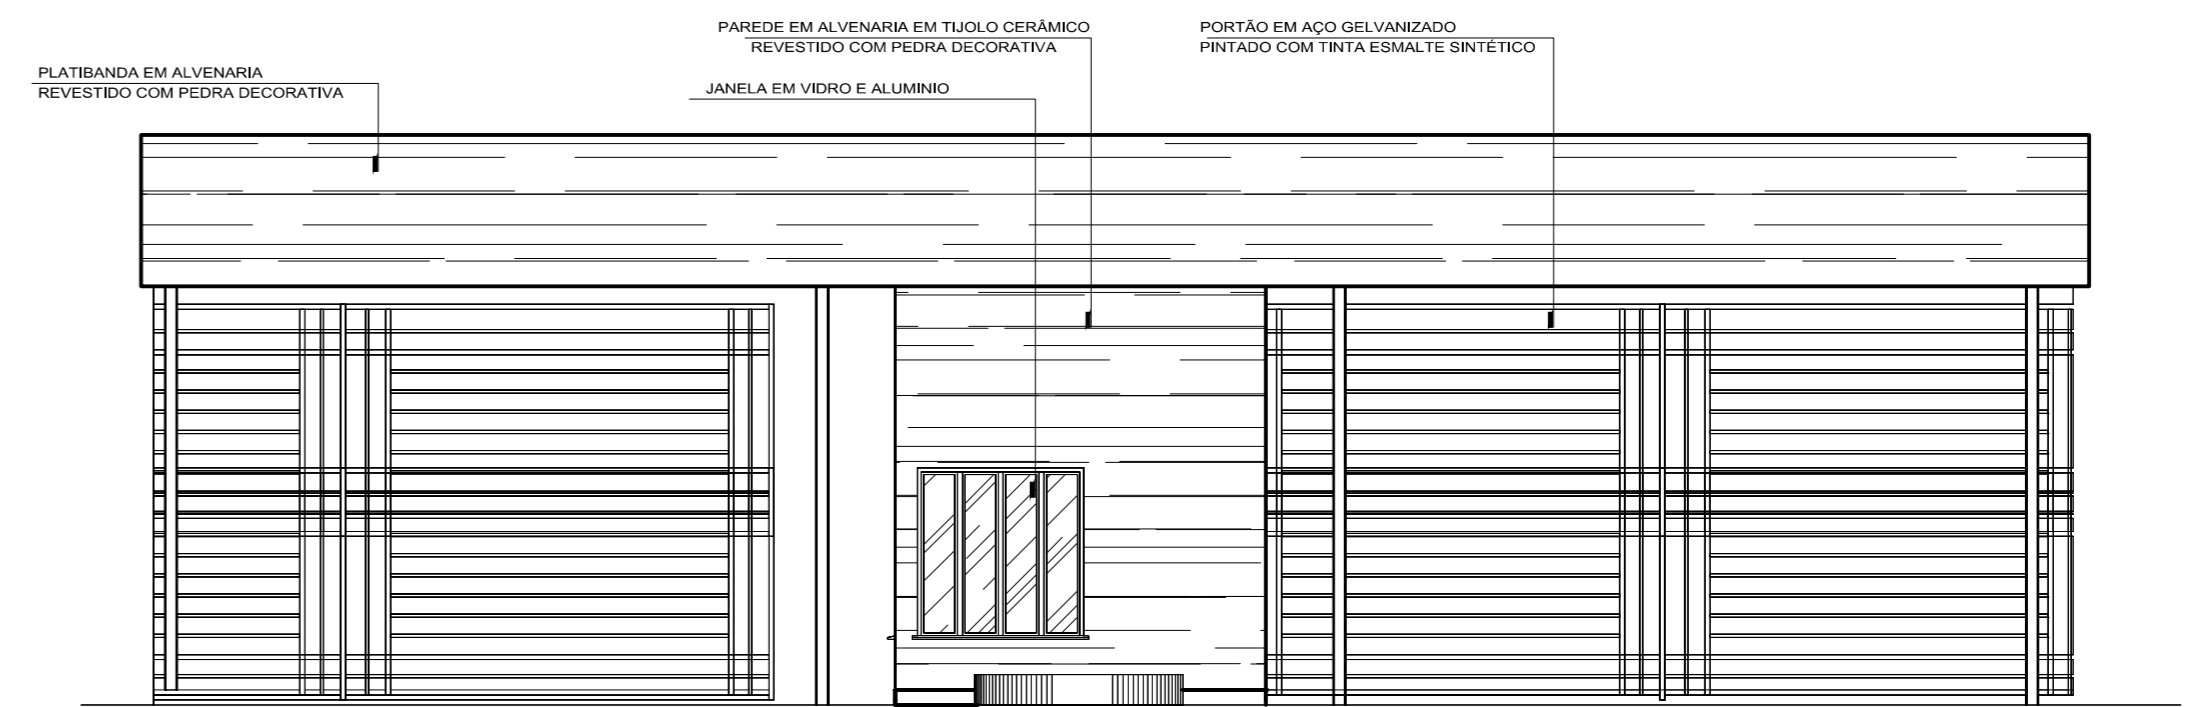 PAREDE EM ALVENARIA EM TIJOLO CERÂMICO
REVESTIDO COM PEDRA DECORATIVA
PORTÃO EM AÇO GELVANIZADO
PINTADO COM TINTA ESMALTE SINTÉTICO
PLATIBANDA EM ALVENARIA
REVESTIDO COM PEDRA DECORATIVA
JANELA EM VIDRO E ALUMINIO